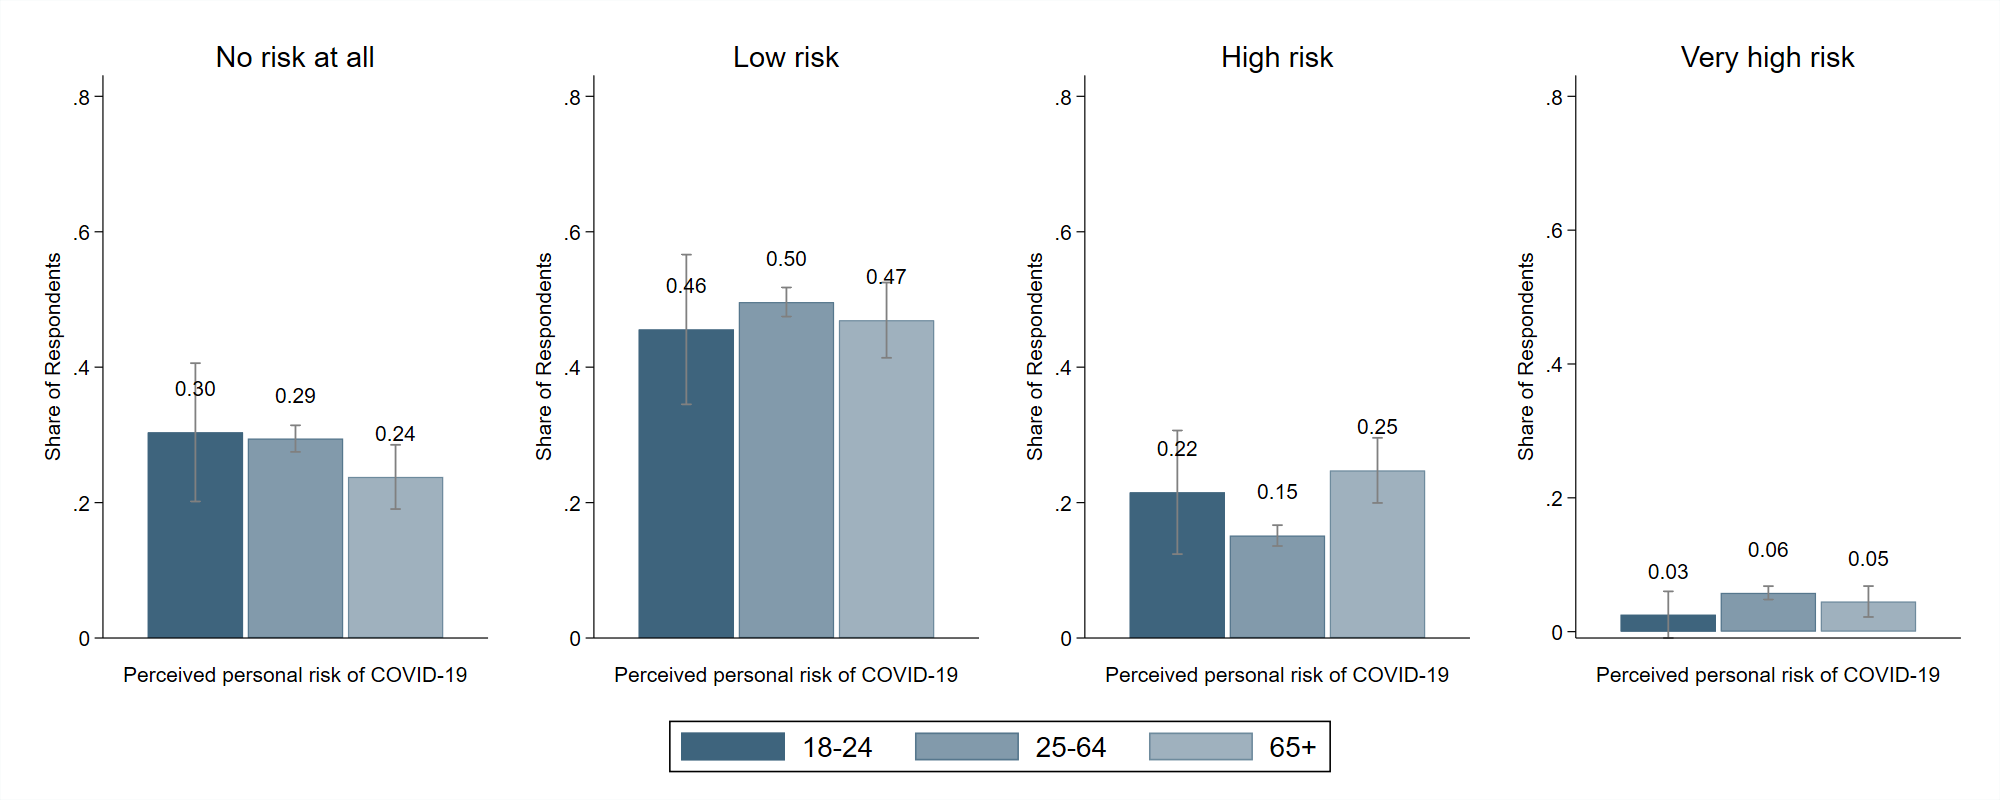 No risk at all
.8
.6
.4
.2
0
Share of Respondents
0.30
0.29
0.24
Perceived personal risk of COVID-19
Low risk
.8
.6
.4
.2
0
Share of Respondents
0.46
0.50
0.47
Perceived personal risk of COVID-19
High risk
.8
.6
.4
.2
0
Share of Respondents
0.22
0.15
0.25
Perceived personal risk of COVID-19
Very high risk
.8
.6
.4
.2
0
Share of Respondents
0.03
0.06
0.05
Perceived personal risk of COVID-19
18-24 25-64 65+